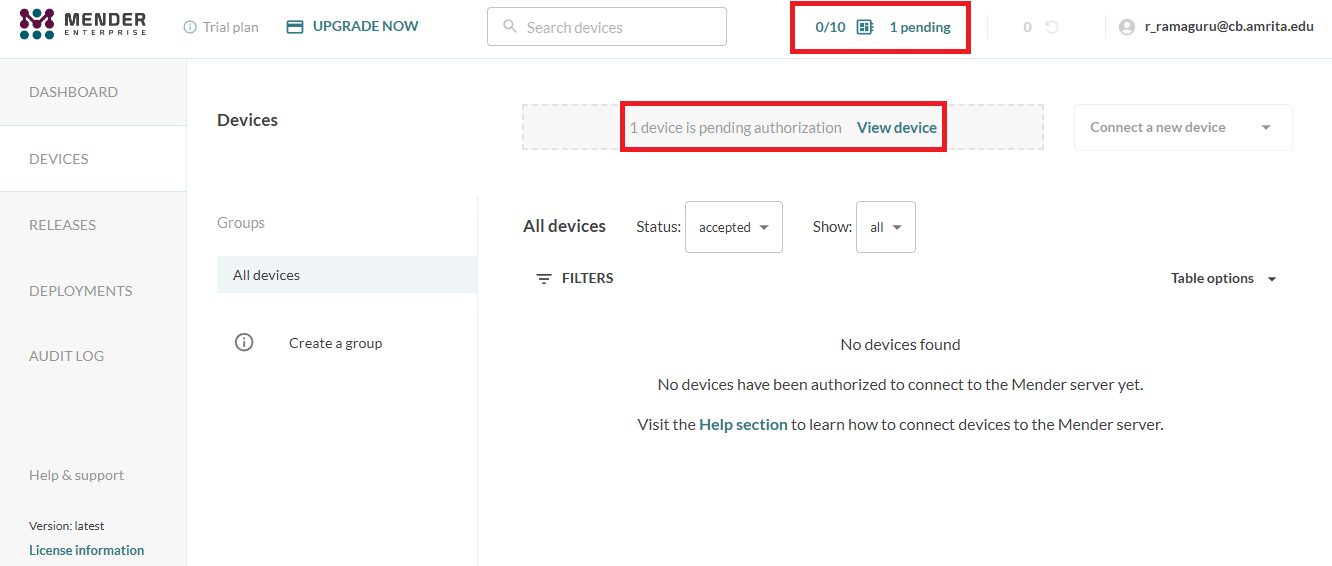 MENDER
ENTERPRISE
Trial plan
UPGRADE NOW
Search devices
0/10
1 pending
0
r_ramaguru@cb.amrita.edu
DASHBOARD
DEVICES
RELEASES
DEPLOYMENTS
AUDIT LOG
Help & support
Version: latest
License information
Devices
1 device is pending authorization View device
Connect a new device
Groups
All devices
Create a group
All devices
Status: accepted
Show: all
FILTERS
Table options
No devices found
No devices have been authorized to connect to the Mender server yet.
Visit the Help section to learn how to connect devices to the Mender server.